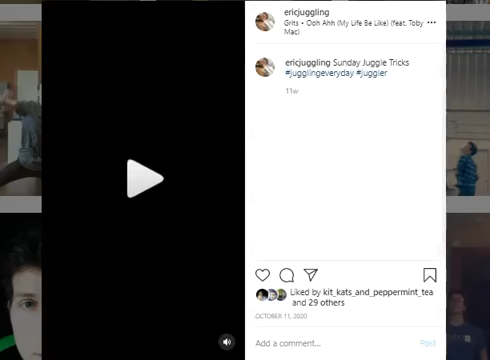 ericjuggling
Grits • Ooh Ahh (My Life Be Like) (feat. Toby
Mac)
ericjuggling Sunday Juggle Tricks
#jugglingeveryday #juggler
11w
Liked by kit_kats_and_peppermint_tea
and 29 others
OCTOBER 11, 2020
Add a comment...
Post